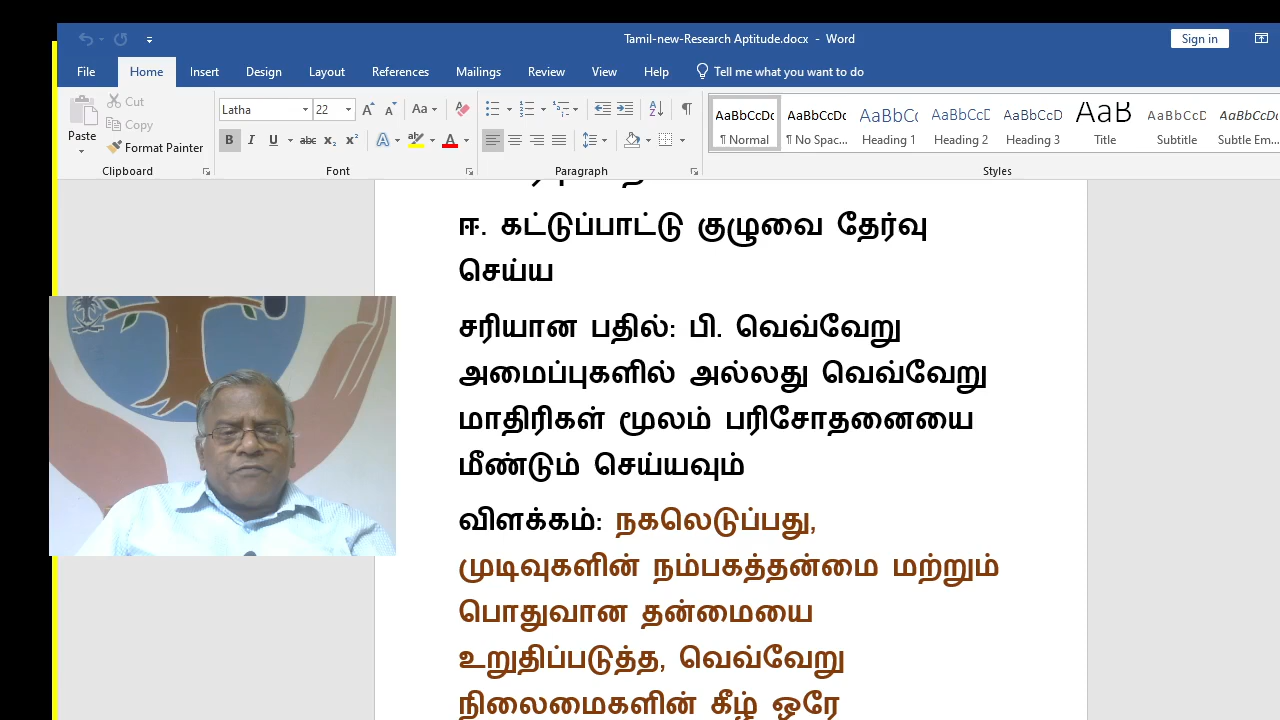 Tamil-new-Research Aptitude.docx - Word
Sign in
File Home Insert Design Layout References Mailings Review View Help Tell me what you want to do
Cut
Copy
Paste
Format Painter
Latha 22
Clipboard Font Paragraph Styles
AaBbCcDc AaBbCcDc AaBbCc AaBbCcD AaBbCcD AaB AaBbCcD AaBbCcDc
¶ Normal ¶ No Spac... Heading 1 Heading 2 Heading 3 Title Subtitle Subtle Em...
ஈ. கட்டுப்பாட்டு குழுவை தேர்வு
செய்ய
சரியான பதில்: பி. வெவ்வேறு
அமைப்புகளில் அல்லது வெவ்வேறு
மாதிரிகள் மூலம் பரிசோதனையை
மீண்டும் செய்யவும்
விளக்கம்: நகலெடுப்பது,
முடிவுகளின் நம்பகத்தன்மை மற்றும்
பொதுவான தன்மையை
உறுதிப்படுத்த, வெவ்வேறு
நிலைமைகளின் கீழ் ஒரே